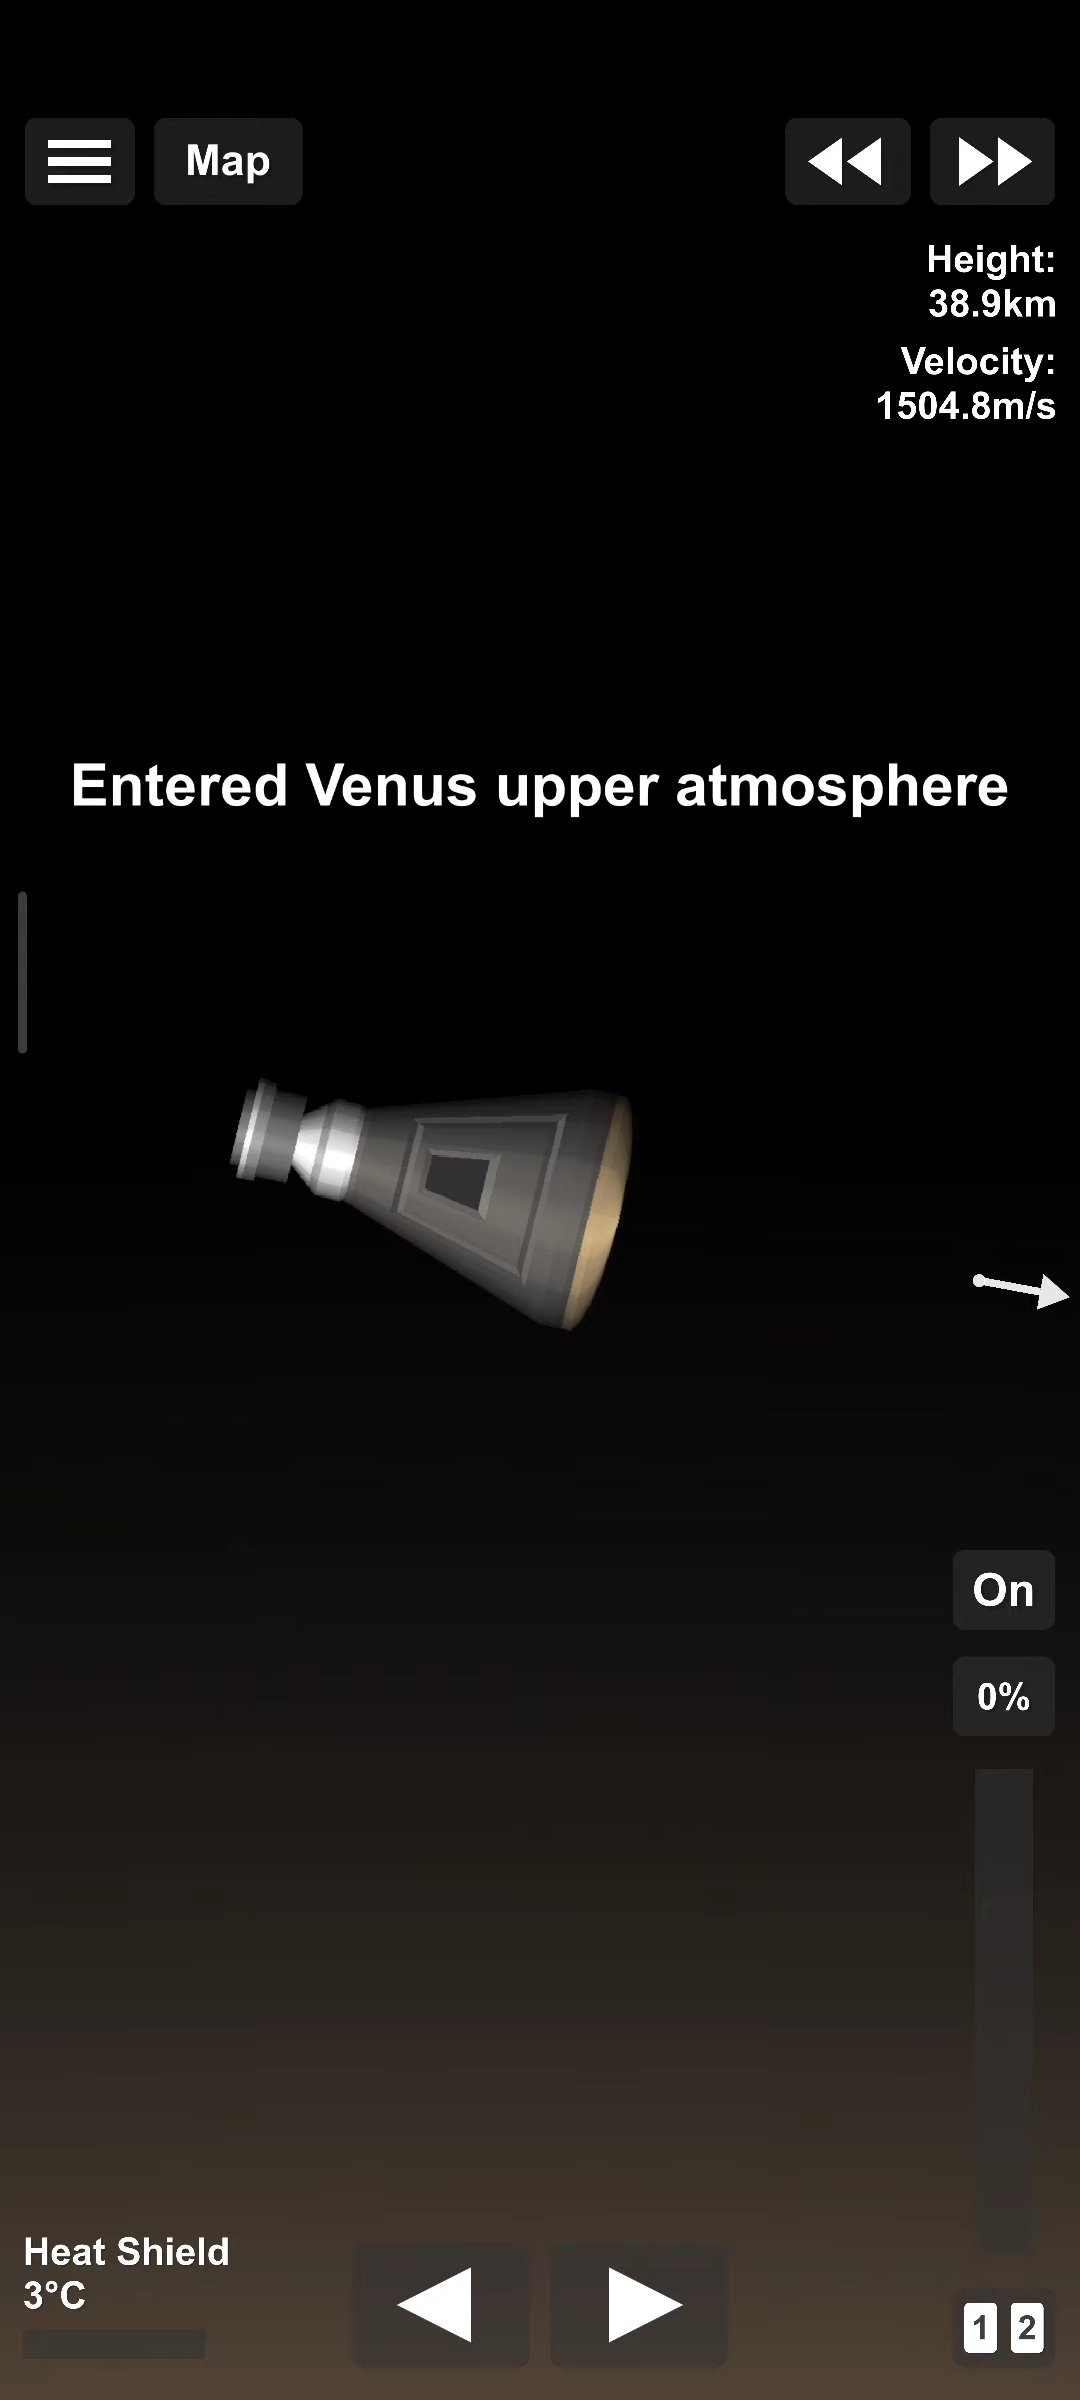 Map
Height:
38.9km
Velocity:
1504.8m/s
Entered Venus upper atmosphere
On
0%
Heat Shield
3°C
1 2